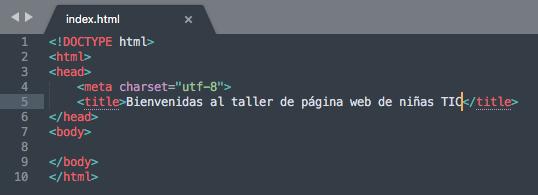 index.html
1 <!DOCTYPE html>
2 <html>
3 <head>
4 <meta charset="utf-8">
5 <title>Bienvenidas al taller de página web de niñas TIC</title>
6 </head>
7 <body>
8
9 </body>
10 </html>